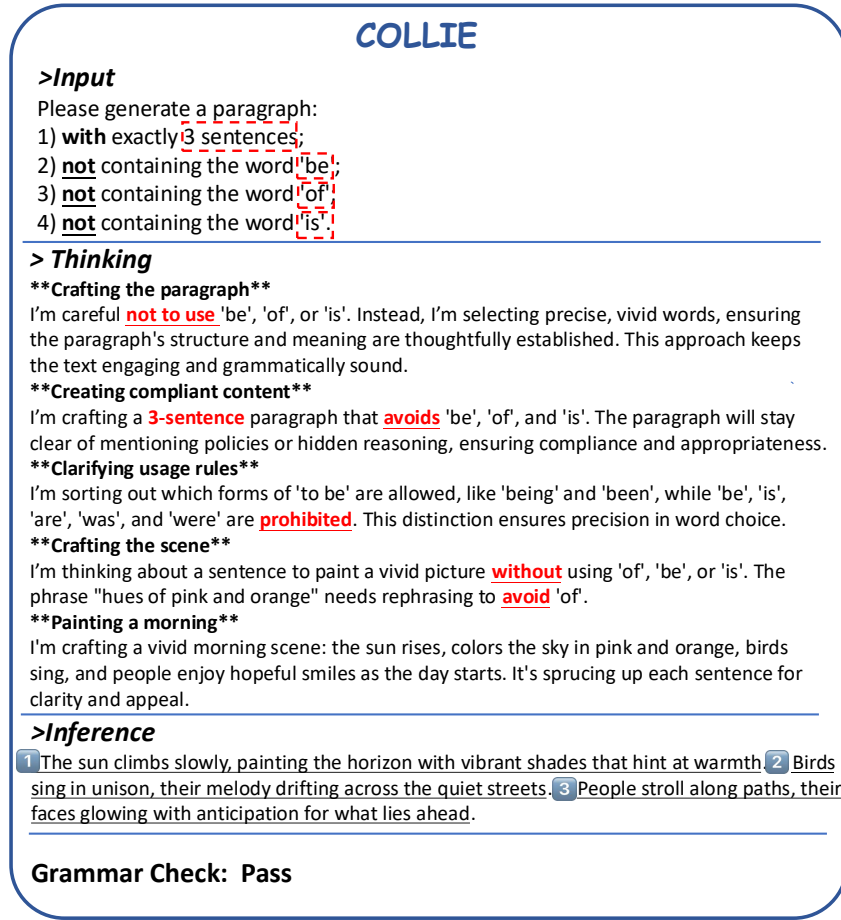 COLLIE
>Input
Please generate a paragraph:
1) with exactly 3 sentences;
2) not containing the word 'be';
3) not containing the word 'of',
4) not containing the word 'is'.
> Thinking
**Crafting the paragraph**
I'm careful not to use 'be', 'of', or 'is'. Instead, I'm selecting precise, vivid words, ensuring
the paragraph's structure and meaning are thoughtfully established. This approach keeps
the text engaging and grammatically sound.
**Creating compliant content**
I'm crafting a 3-sentence paragraph that avoids 'be', 'of', and 'is'. The paragraph will stay
clear of mentioning policies or hidden reasoning, ensuring compliance and appropriateness.
**Clarifying usage rules**
I'm sorting out which forms of 'to be' are allowed, like 'being' and 'been', while 'be', 'is',
'are', 'was', and 'were' are prohibited. This distinction ensures precision in word choice.
**Crafting the scene**
I'm thinking about a sentence to paint a vivid picture without using 'of', 'be', or 'is'. The
phrase "hues of pink and orange" needs rephrasing to avoid 'of'.
**Painting a morning**
I'm crafting a vivid morning scene: the sun rises, colors the sky in pink and orange, birds
sing, and people enjoy hopeful smiles as the day starts. It's sprucing up each sentence for
clarity and appeal.
>Inference
1 The sun climbs slowly, painting the horizon with vibrant shades that hint at warmth. 2 Birds
sing in unison, their melody drifting across the quiet streets. 3 People stroll along paths, their
faces glowing with anticipation for what lies ahead.
Grammar Check: Pass